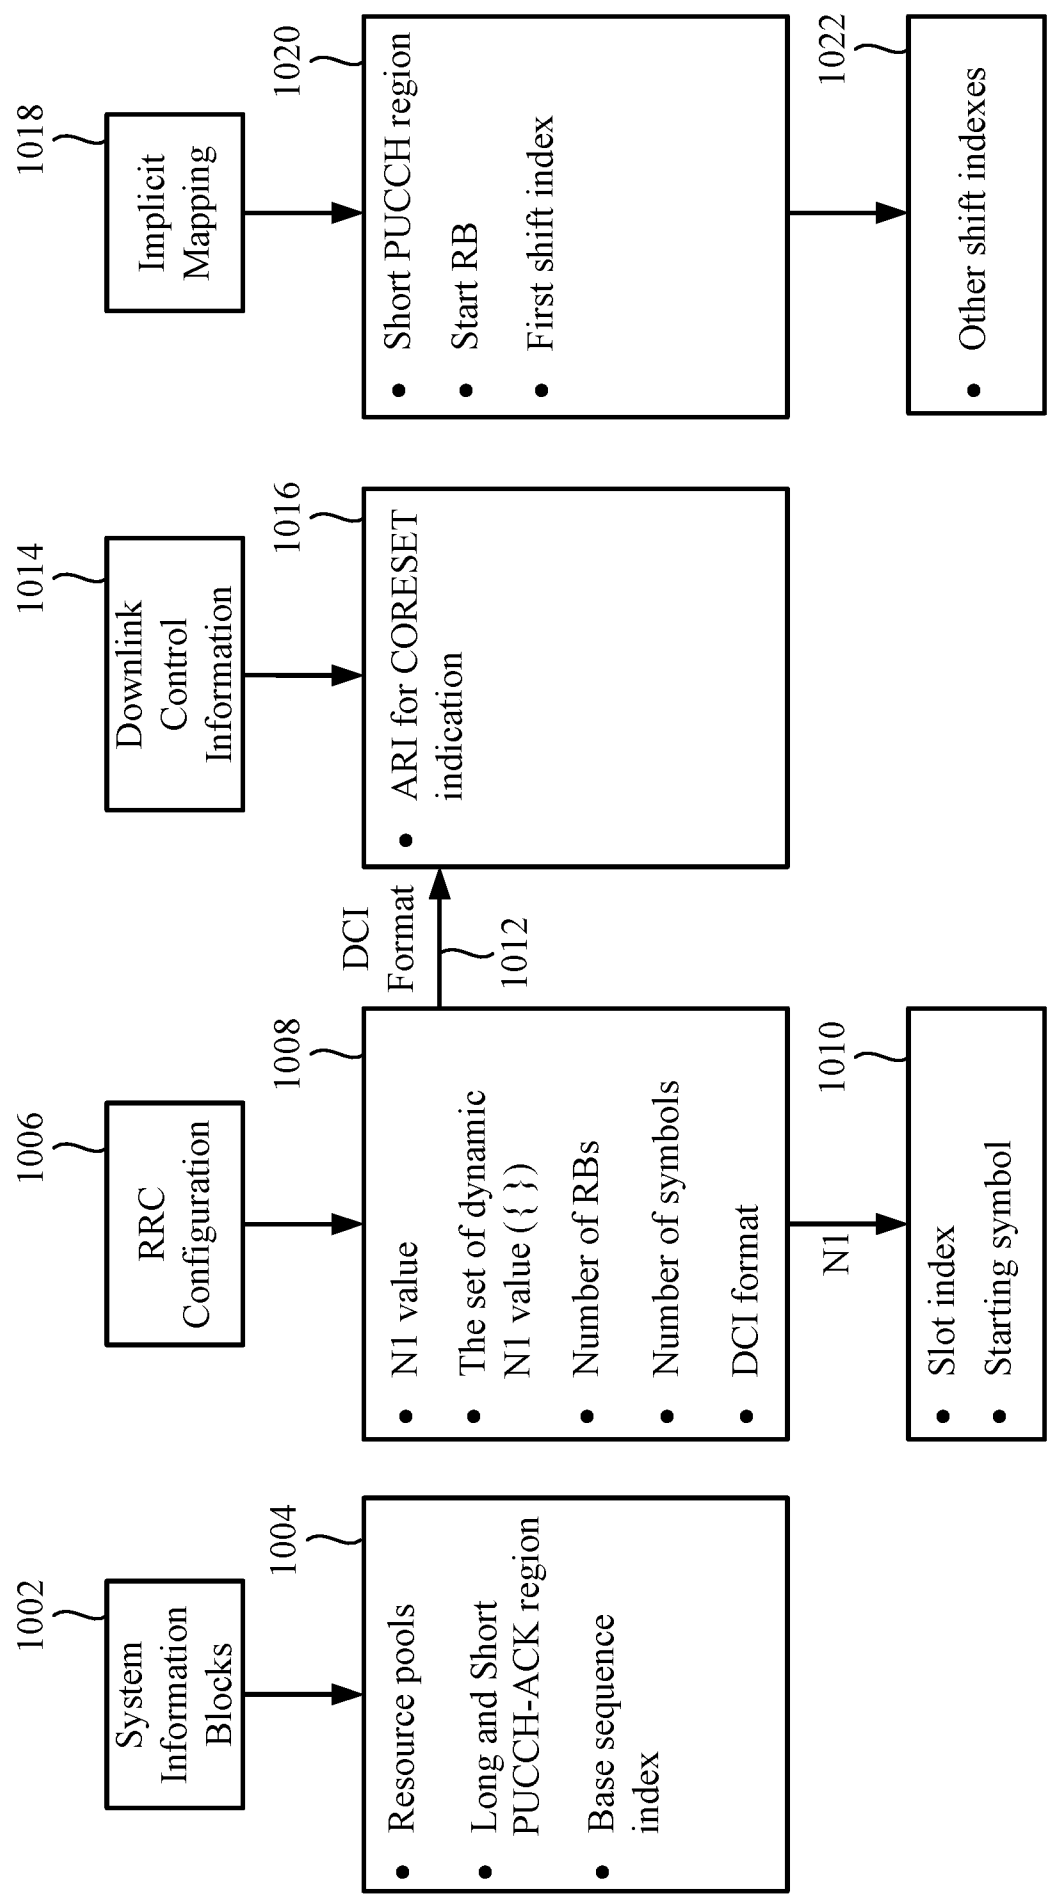 1002
System
Information
Blocks
1004
• Resource pools
• Long and Short
PUCCH-ACK region
• Base sequence
index
1006
RRC
Configuration
1008
• N1 value
• The set of dynamic
N1 value ({ })
• Number of RBs
• Number of symbols
• DCI format
N1
1010
• Slot index
• Starting symbol
DCI
Format
1012
1014
Downlink
Control
Information
1016
• ARI for CORESET
indication
1018
Implicit
Mapping
1020
• Short PUCCH region
• Start RB
• First shift index
1022
• Other shift indexes